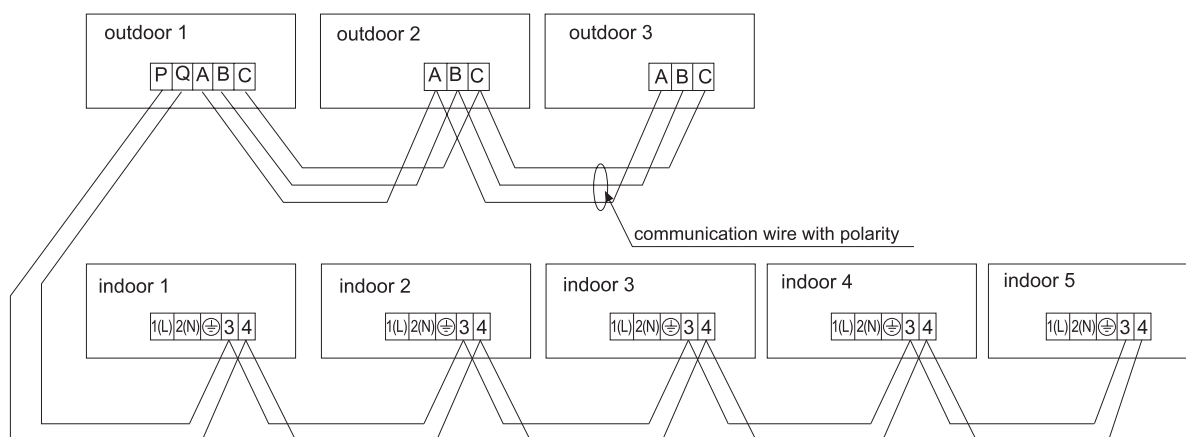 outdoor 1
outdoor 2
outdoor 3
P Q A B C
A B C
A B C
communication wire with polarity
indoor 1
indoor 2
indoor 3
indoor 4
indoor 5
1(L) 2(N) 3 4
1(L) 2(N) 3 4
1(L) 2(N) 3 4
1(L) 2(N) 3 4
1(L) 2(N) 3 4